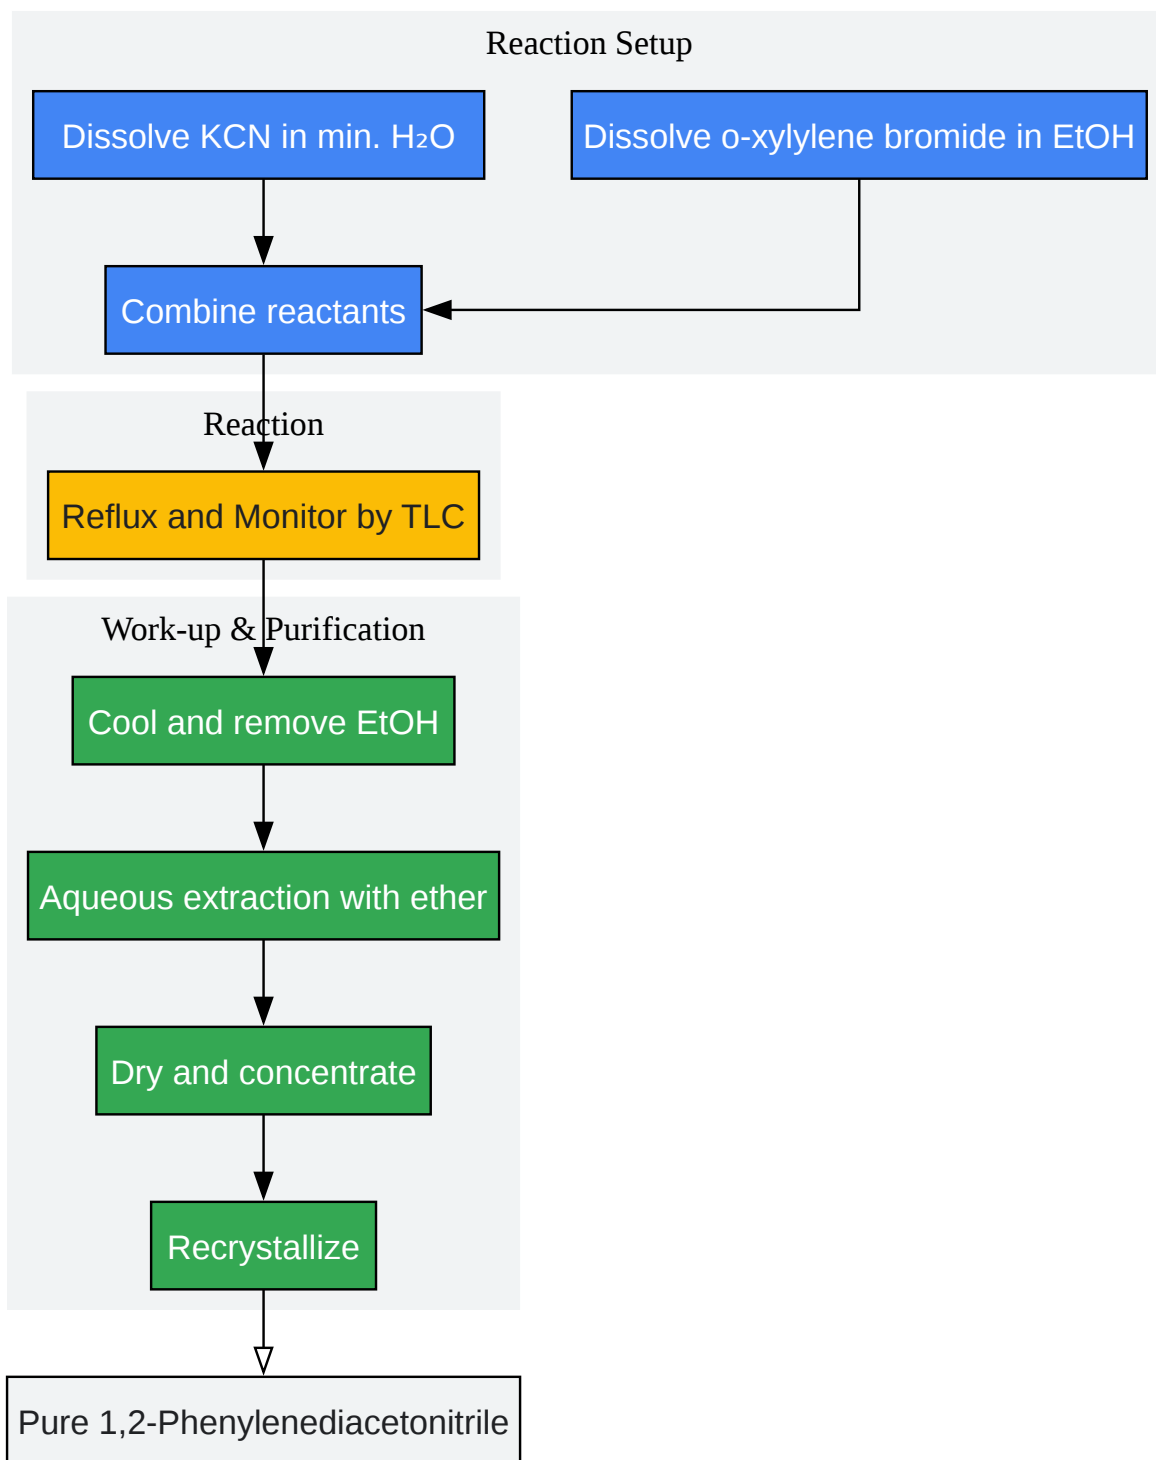 Reaction Setup
Dissolve KCN in min. H₂O
Dissolve o-xylylene bromide in EtOH
Combine reactants
Reaction
Reflux and Monitor by TLC
Work-up & Purification
Cool and remove EtOH
Aqueous extraction with ether
Dry and concentrate
Recrystallize
Pure 1,2-Phenylenediacetonitrile